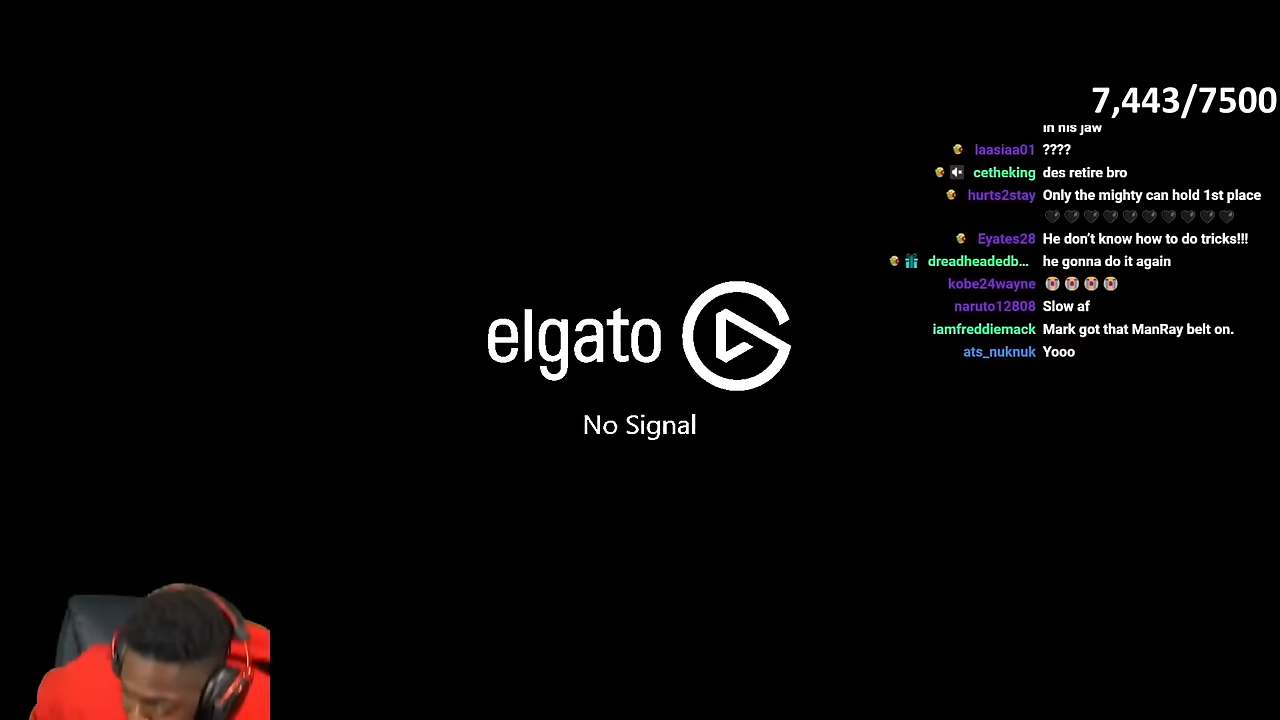 7,443/7500
in his jaw
laasiaa01 ????
cetheking des retire bro
hurts2stay Only the mighty can hold 1st place
Eyates28 He don’t know how to do tricks!!!
dreadheadedb... he gonna do it again
kobe24wayne
naruto12808 Slow af
iamfreddiemack Mark got that ManRay belt on.
ats_nuknuk Yooo
elgato
No Signal